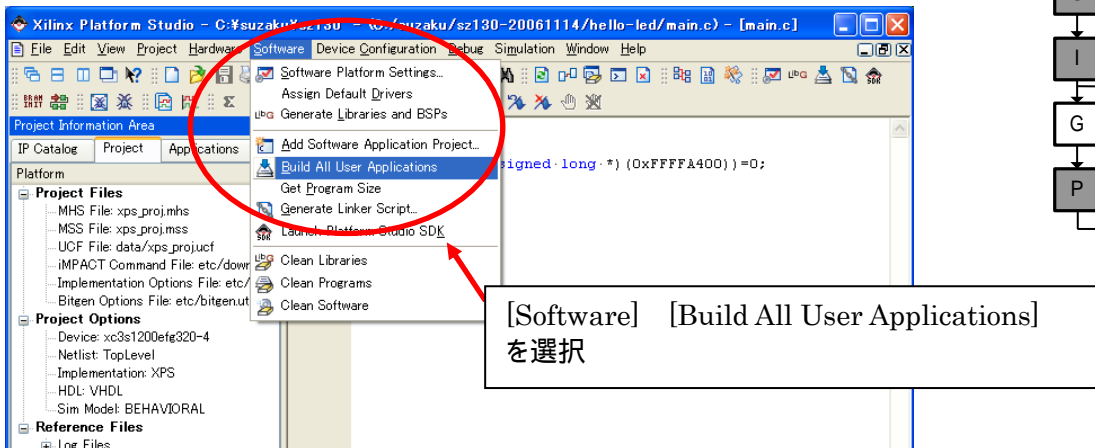 Xilinx Platform Studio - C:¥suzaku¥sz130 - (C:/suzaku/sz130-20061114/hello-led/main.c) - [main.c]
File Edit View Project Hardware Software Device Configuration Debug Simulation Window Help
Software Platform Settings...
Assign Default Drivers
Generate Libraries and BSPs
Add Software Application Project...
Build All User Applications
Get Program Size
Generate Linker Script...
Launch Platform Studio SDK
Clean Libraries
Clean Programs
Clean Software
Project Information Area
IP Catalog Project Applications
Platform
Project Files
MHS File: xps_proj.mhs
MSS File: xps_proj.mss
UCF File: data/xps_proj.ucf
iMPACT Command File: etc/dowr
Implementation Options File: etc/
Bitgen Options File: etc/bitgen.ut
Project Options
Device: xc3s1200efg320-4
Netlist: TopLevel
Implementation: XPS
HDL: VHDL
Sim Model: BEHAVIORAL
Reference Files
Log Files
signed long *) (0xFFFFA400))=0;
[Software] [Build All User Applications]
を選択
I
G
P